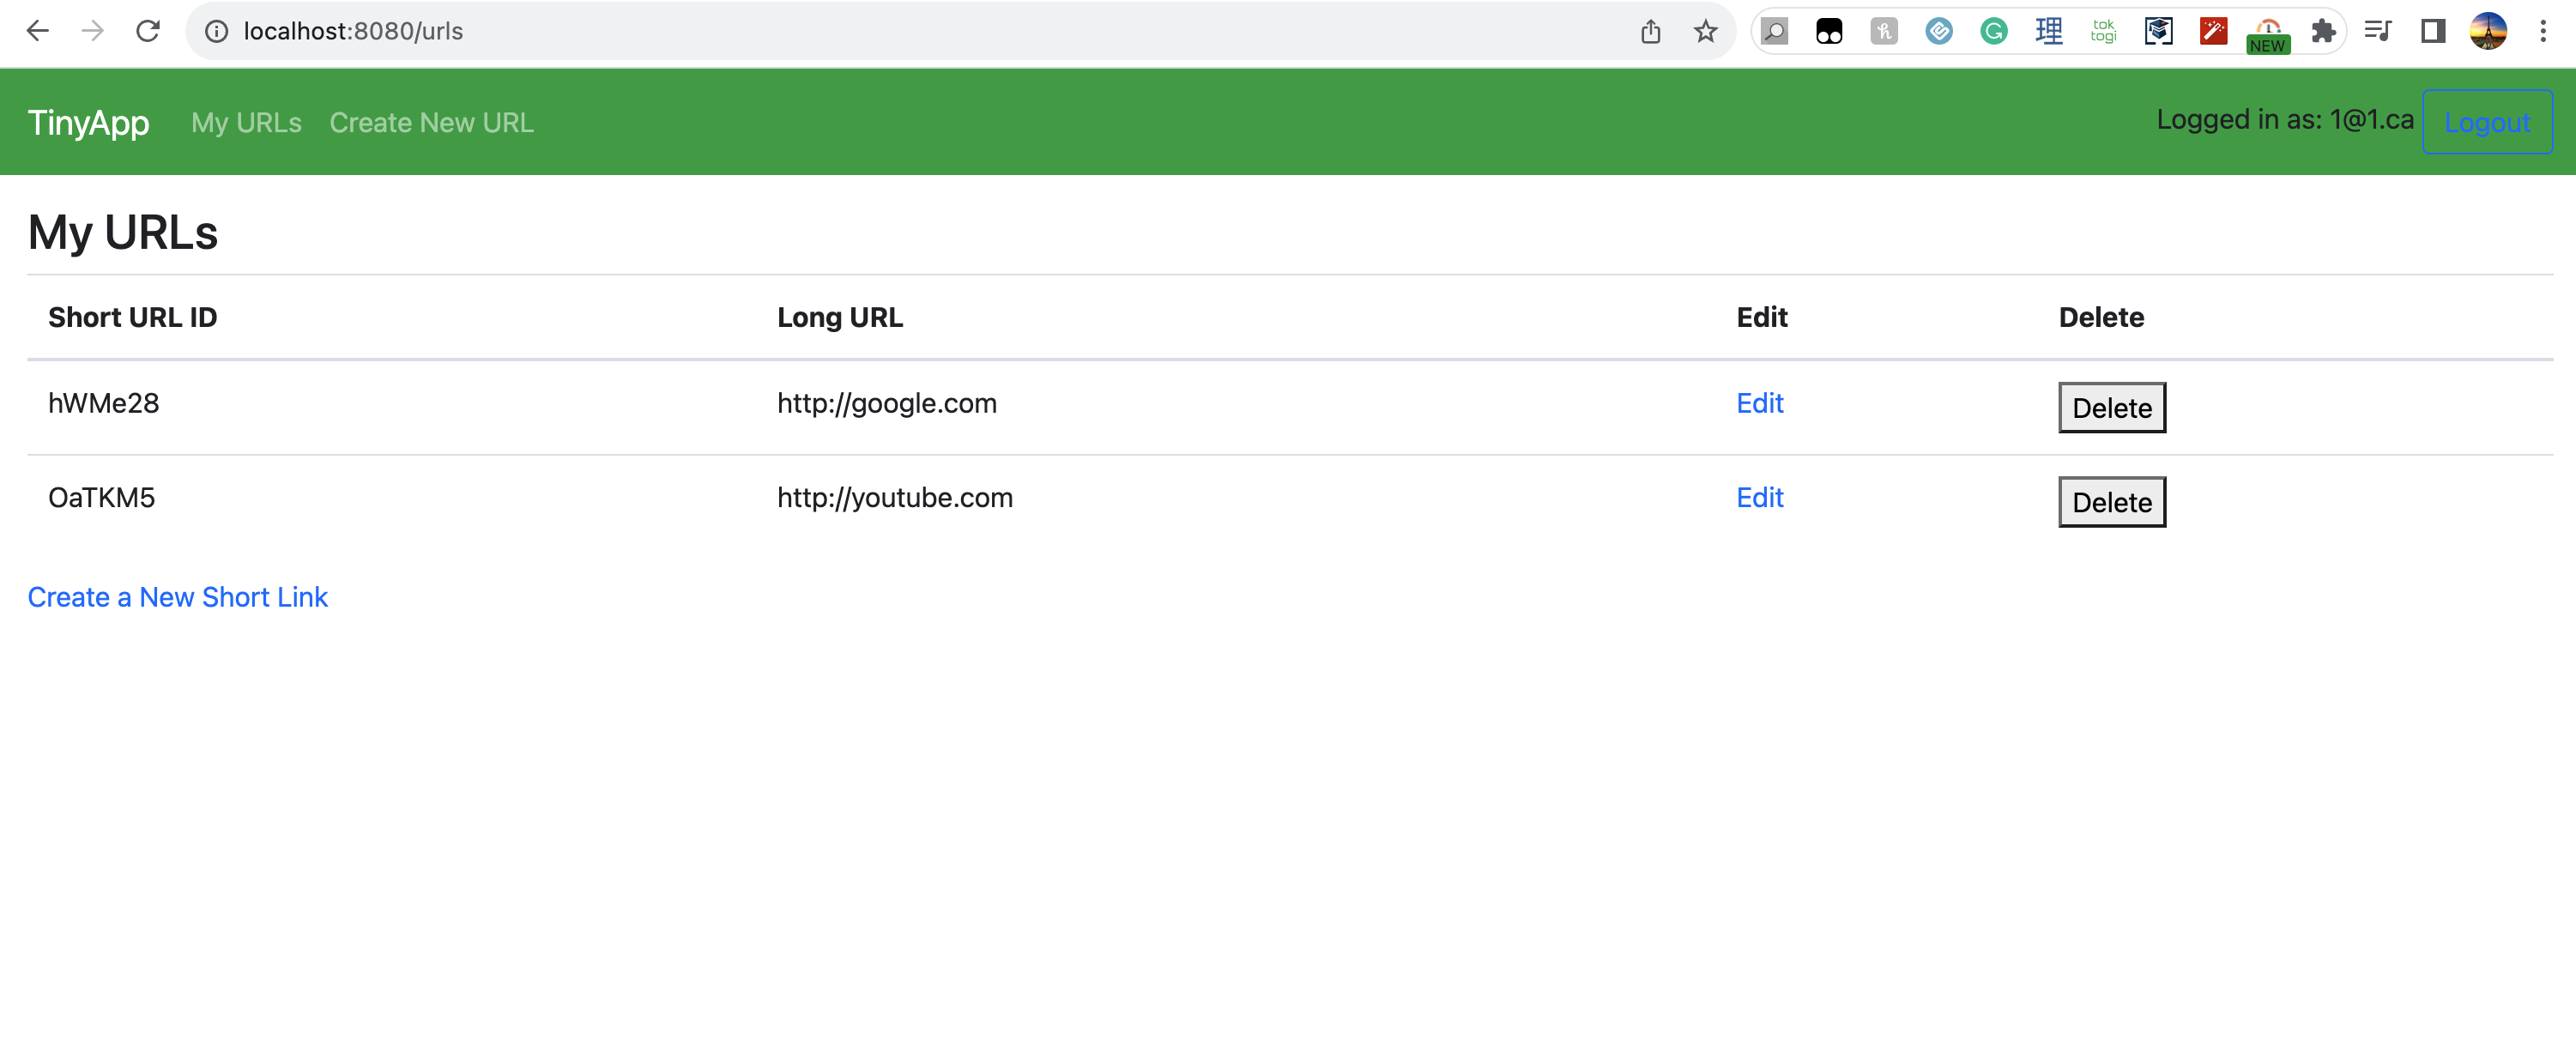 localhost:8080/urls
理
tok
togi
NEW
TinyApp My URLs Create New URL Logged in as: 1@1.ca Logout
My URLs
Short URL ID Long URL Edit Delete
hWMe28 http://google.com Edit Delete
OaTKM5 http://youtube.com Edit Delete
Create a New Short Link